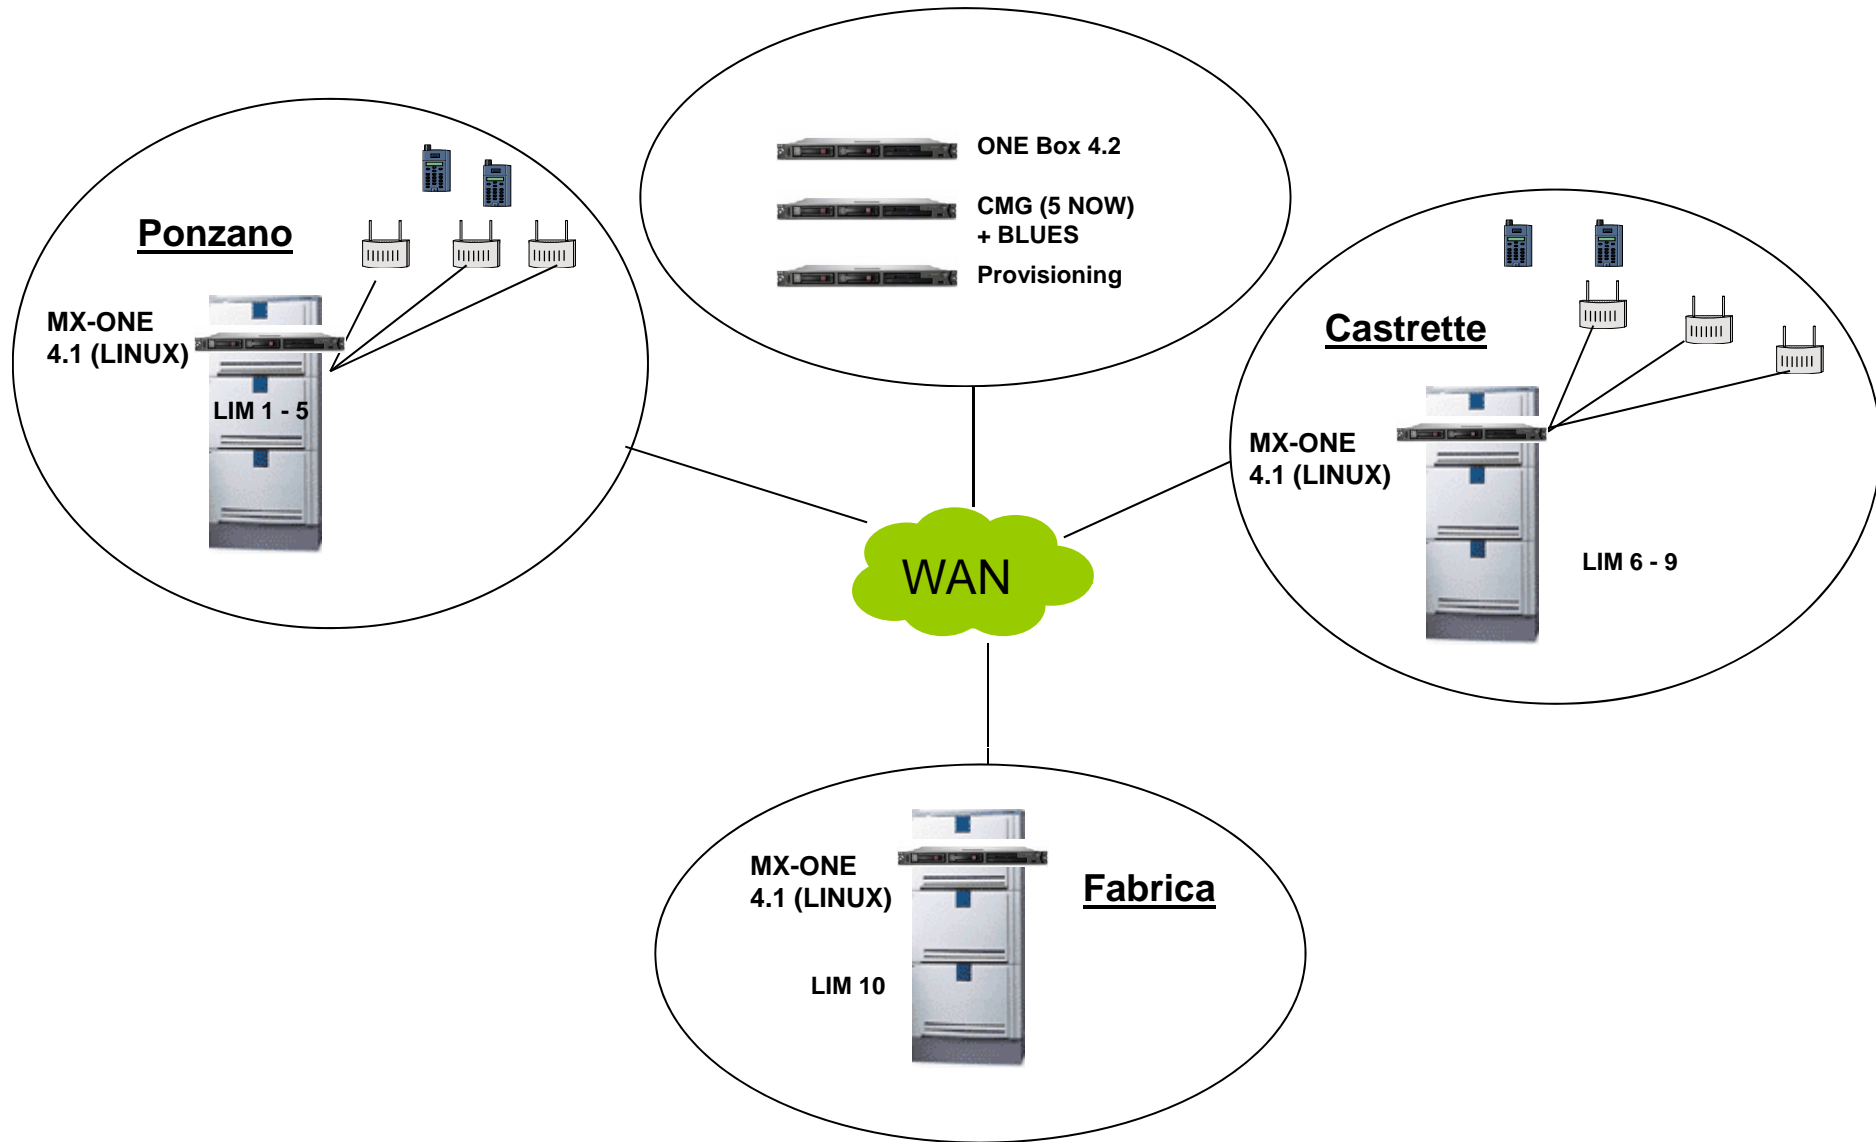 ONE Box 4.2
CMG (5 NOW)
+ BLUES
Provisioning
Ponzano
MX-ONE
4.1 (LINUX)
LIM 1 - 5
Castrette
MX-ONE
4.1 (LINUX)
LIM 6 - 9
WAN
MX-ONE
4.1 (LINUX)
Fabrica
LIM 10